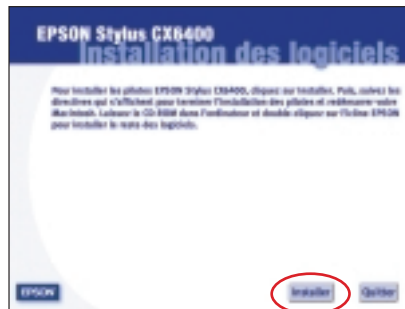 EPSON Stylus CX6400
Installation des logiciels
Pour installer les pilotes EPSON Stylus CX6400, cliquez sur Installer. Puis, suivez les
directives qui s'affichent pour terminer l'installation des pilotes et redémarrer votre
Macintosh. Laissez le CD-ROM dans l'ordinateur et double cliquez sur l'icône EPSON
pour installer le reste des logiciels.
EPSON
Installer
Quitter